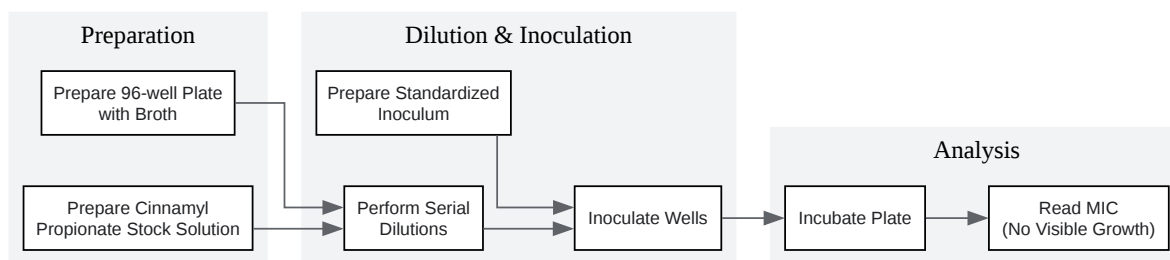 Preparation
Prepare 96-well Plate
with Broth
Prepare Cinnamyl
Propionate Stock Solution
Dilution & Inoculation
Prepare Standardized
Inoculum
Perform Serial
Dilutions
Inoculate Wells
Analysis
Incubate Plate
Read MIC
(No Visible Growth)